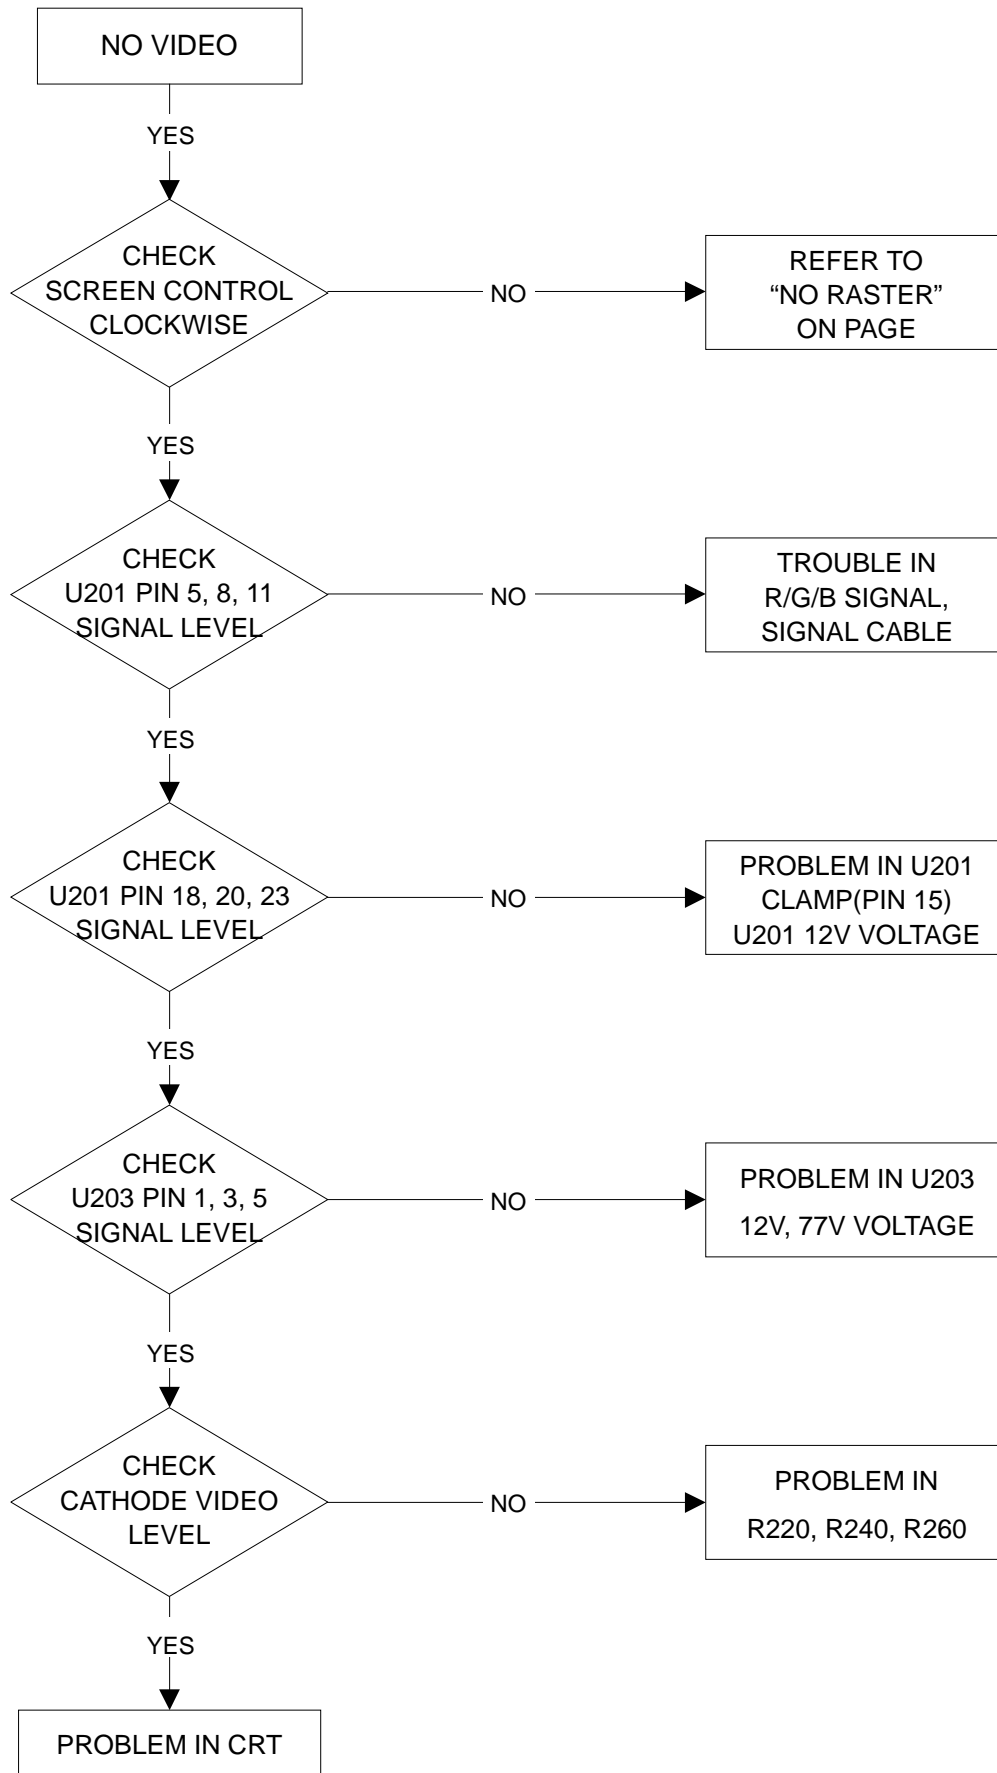 NO VIDEO
YES
CHECK
SCREEN CONTROL
CLOCKWISE
NO
REFER TO
“NO RASTER”
ON PAGE
YES
CHECK
U201 PIN 5, 8, 11
SIGNAL LEVEL
NO
TROUBLE IN
R/G/B SIGNAL,
SIGNAL CABLE
YES
CHECK
U201 PIN 18, 20, 23
SIGNAL LEVEL
NO
PROBLEM IN U201
CLAMP(PIN 15)
U201 12V VOLTAGE
YES
CHECK
U203 PIN 1, 3, 5
SIGNAL LEVEL
NO
PROBLEM IN U203
12V, 77V VOLTAGE
YES
CHECK
CATHODE VIDEO
LEVEL
NO
PROBLEM IN
R220, R240, R260
YES
PROBLEM IN CRT